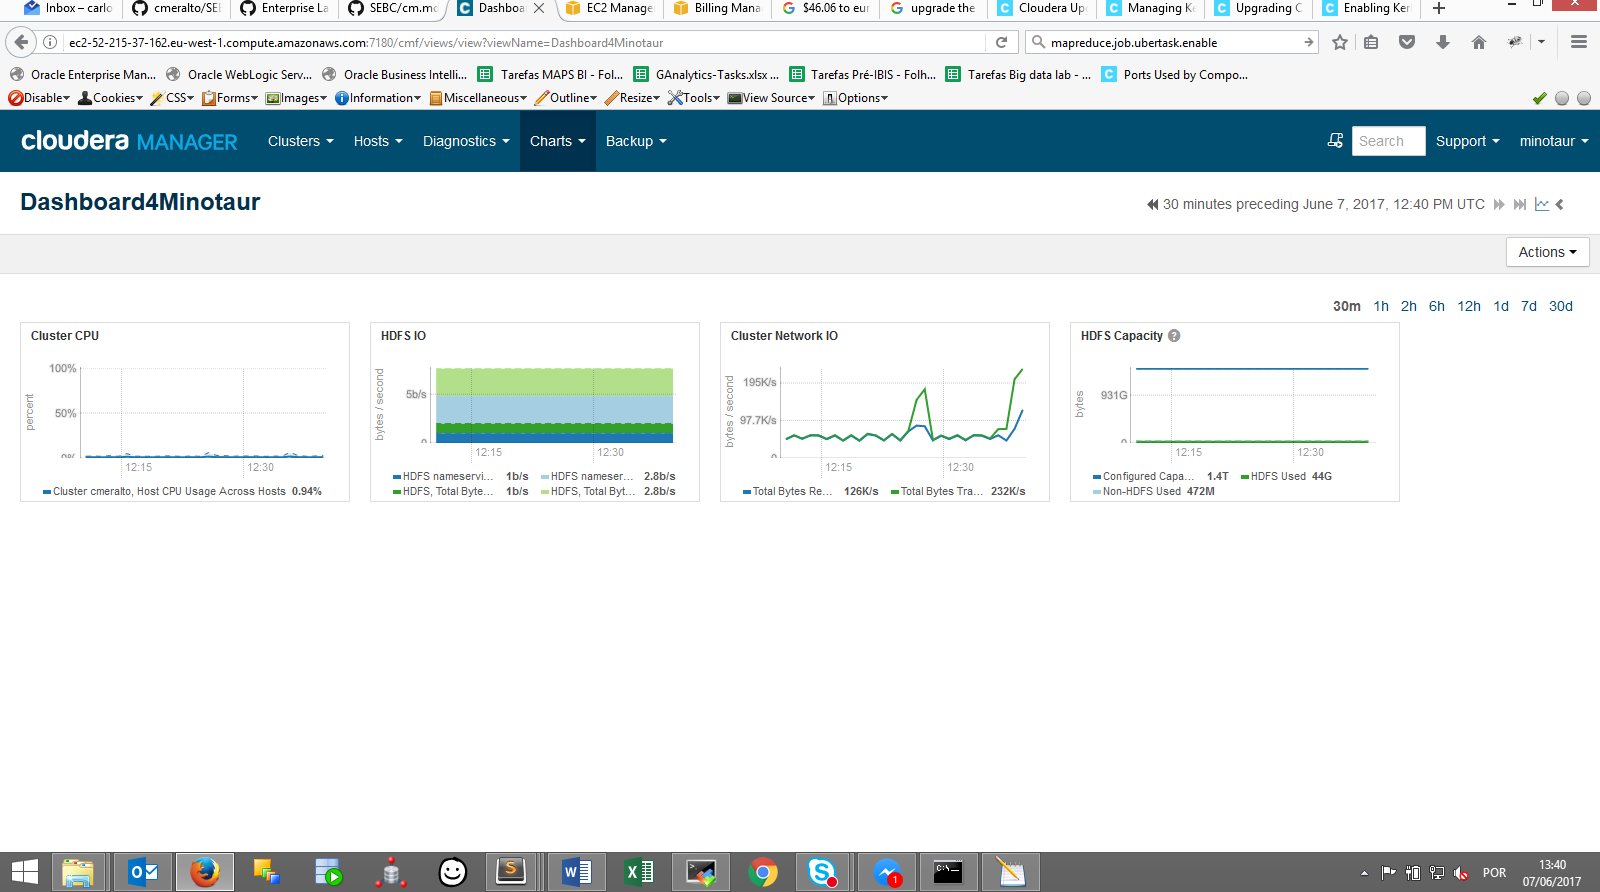 Inbox – carlo
cmeralto/SE
Enterprise La
SEBC/cm.md
Dashboa
EC2 Manage
Billing Mana
$46.06 to eur
upgrade the
Cloudera Up
Managing Ke
Upgrading C
Enabling Ker
ec2-52-215-37-162.eu-west-1.compute.amazonaws.com:7180/cmf/views/view?viewName=Dashboard4Minotaur
mapreduce.job.ubertask.enable
Oracle Enterprise Man... Oracle WebLogic Serv... Oracle Business Intelli... Tarefas MAPS BI - Fol... GAnalytics-Tasks.xlsx ... Tarefas Pré-IBIS - Folh... Tarefas Big data lab - ... Ports Used by Compo...
Disable Cookies CSS Forms Images Information Miscellaneous Outline Resize Tools View Source Options
cloudera MANAGER Clusters Hosts Diagnostics Charts Backup Search Support minotaur
Dashboard4Minotaur
30 minutes preceding June 7, 2017, 12:40 PM UTC
Actions
30m 1h 2h 6h 12h 1d 7d 30d
Cluster CPU
percent
100%
50%
0%
12:15 12:30
Cluster cmeralto, Host CPU Usage Across Hosts 0.94%
HDFS IO
bytes / second
5b/s
0
12:15 12:30
HDFS nameservi... 1b/s HDFS nameser... 2.8b/s
HDFS, Total Byte... 1b/s HDFS, Total Byt... 2.8b/s
Cluster Network IO
bytes / second
195K/s
97.7K/s
0
12:15 12:30
Total Bytes Re... 126K/s Total Bytes Tra... 232K/s
HDFS Capacity ?
bytes
931G
0
12:15 12:30
Configured Capa... 1.4T HDFS Used 44G
Non-HDFS Used 472M
1
POR
13:40
07/06/2017